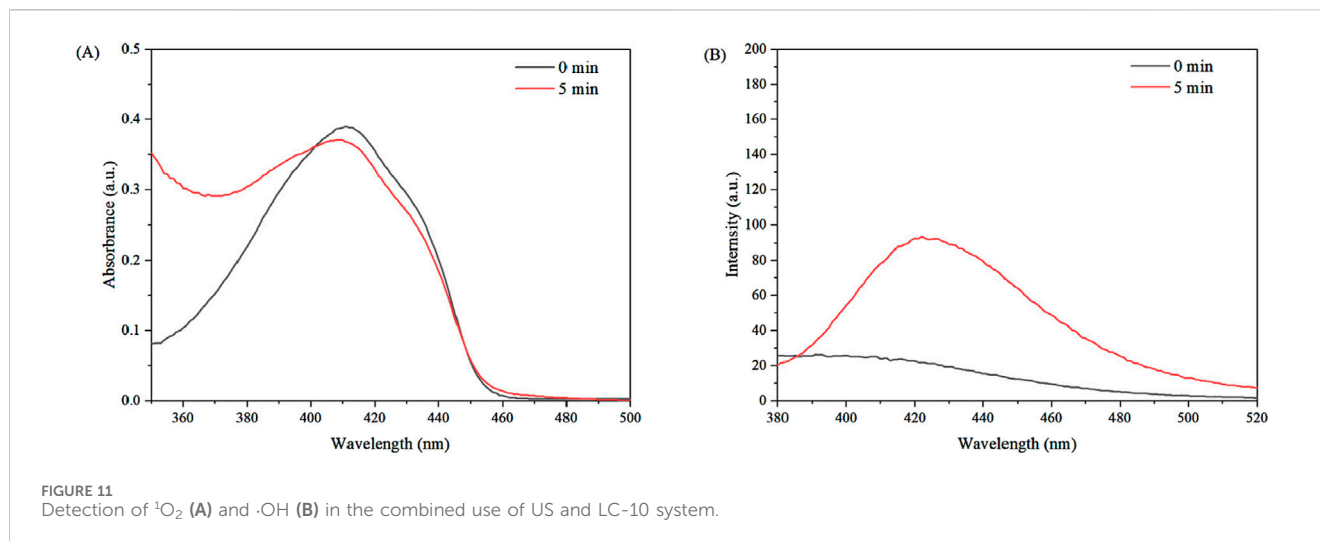 (A)
0.5
0.4
0.3
0.2
0.1
0.0
Absorbrance (a.u.)
0 min
5 min
360 380 400 420 440 460 480 500
Wavelength (nm)
(B)
200
180
160
140
120
100
80
60
40
20
0
Internsity (a.u.)
0 min
5 min
380 400 420 440 460 480 500 520
Wavelength (nm)
FIGURE 11
Detection of ¹O₂ (A) and ·OH (B) in the combined use of US and LC-10 system.